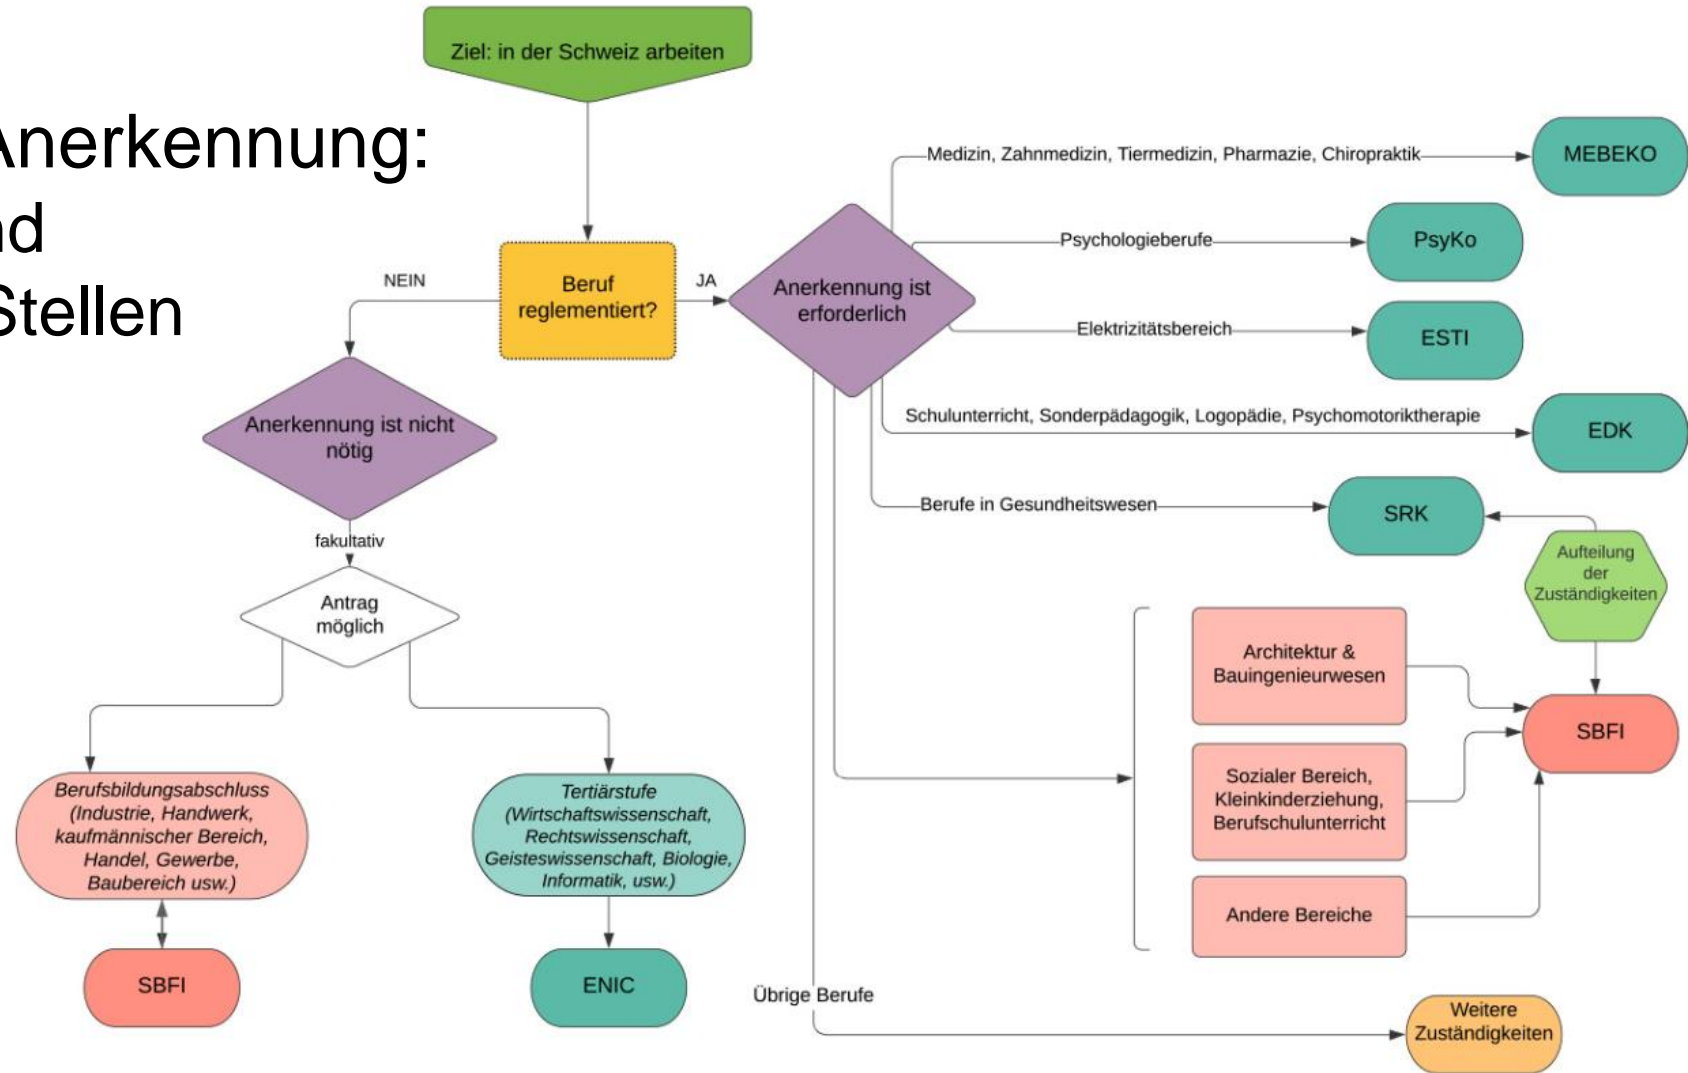 Ziel: in der Schweiz arbeiten
Anerkennung:
nd
Stellen
NEIN
Beruf
reglementiert?
JA
Anerkennung ist
erforderlich
Medizin, Zahnmedizin, Tiermedizin, Pharmazie, Chiropraktik
MEBEKO
Psychologieberufe
PsyKo
Elektrizitätsbereich
ESTI
Schulunterricht, Sonderpädagogik, Logopädie, Psychomotoriktherapie
EDK
Berufe in Gesundheitswesen
SRK
Aufteilung
der
Zuständigkeiten
Architektur &
Bauingenieurwesen
Sozialer Bereich,
Kleinkinderziehung,
Berufschulunterricht
Andere Bereiche
SBFI
Übrige Berufe
Weitere
Zuständigkeiten
Anerkennung ist nicht
nötig
fakultativ
Antrag
möglich
Berufsbildungsabschluss
(Industrie, Handwerk,
kaufmännischer Bereich,
Handel, Gewerbe,
Baubereich usw.)
SBFI
Tertiärstufe
(Wirtschaftswissenschaft,
Rechtswissenschaft,
Geisteswissenschaft, Biologie,
Informatik, usw.)
ENIC